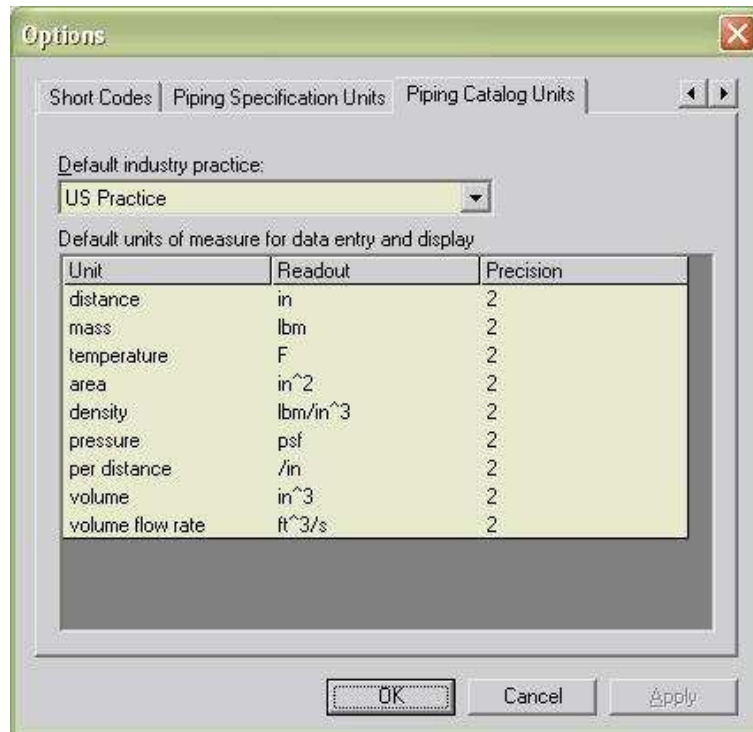 Options
Short Codes Piping Specification Units Piping Catalog Units
Default industry practice:
US Practice
Default units of measure for data entry and display
Unit Readout Precision
distance in 2
mass lbm 2
temperature F 2
area in^2 2
density lbm/in^3 2
pressure psf 2
per distance /in 2
volume in^3 2
volume flow rate ft^3/s 2
OK Cancel Apply